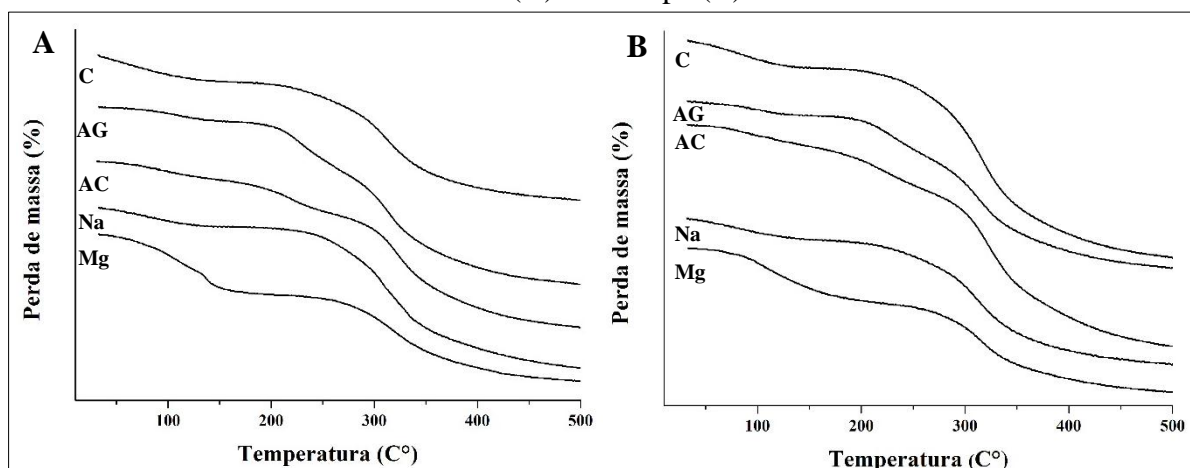 A
C
AG
AC
Na
Mg
Perda de massa (%)
100
200
300
400
500
Temperatura (C°)
B
C
AG
AC
Na
Mg
Perda de massa (%)
100
200
300
400
500
Temperatura (C°)